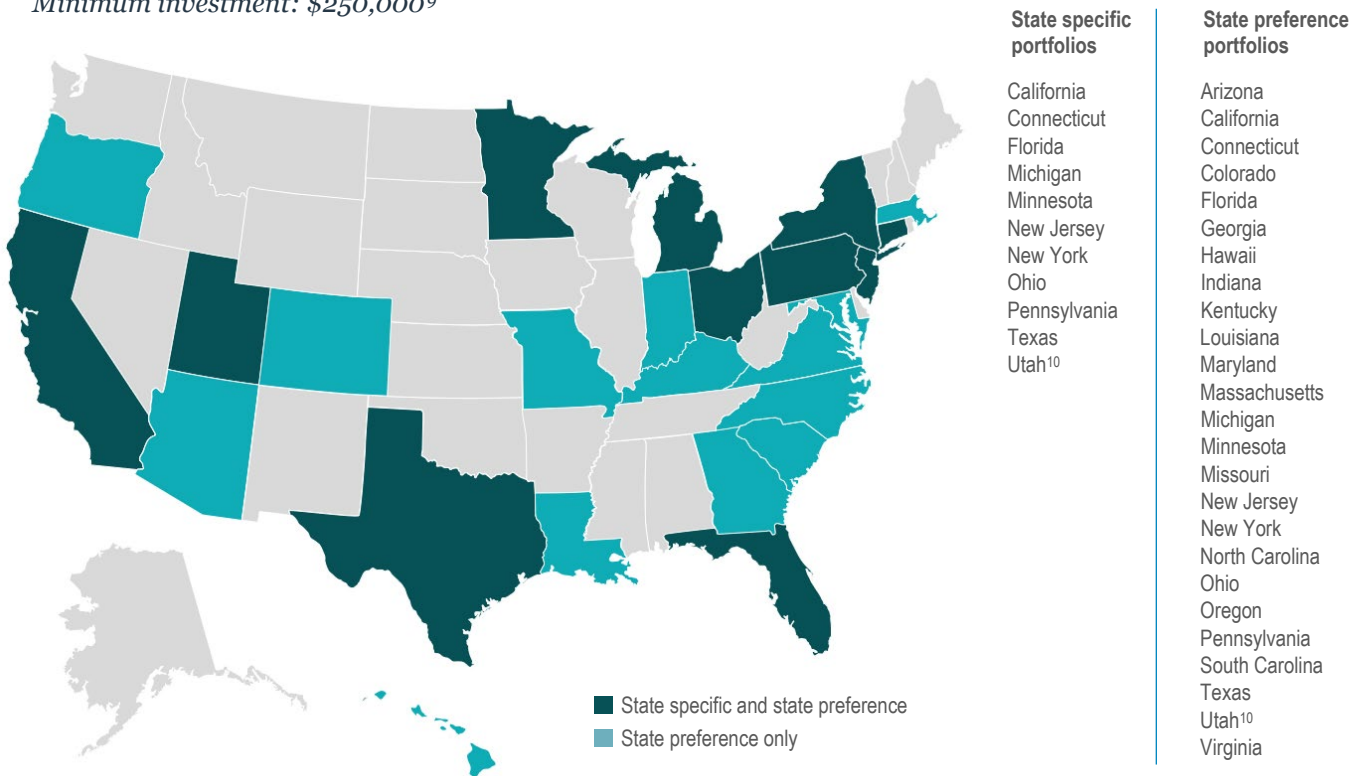 Minimum investment: $250,000⁹
State specific
portfolios
California
Connecticut
Florida
Michigan
Minnesota
New Jersey
New York
Ohio
Pennsylvania
Texas
Utah¹⁰
State preference
portfolios
Arizona
California
Connecticut
Colorado
Florida
Georgia
Hawaii
Indiana
Kentucky
Louisiana
Maryland
Massachusetts
Michigan
Minnesota
Missouri
New Jersey
New York
North Carolina
Ohio
Oregon
Pennsylvania
South Carolina
Texas
Utah¹⁰
Virginia
State specific and state preference
State preference only